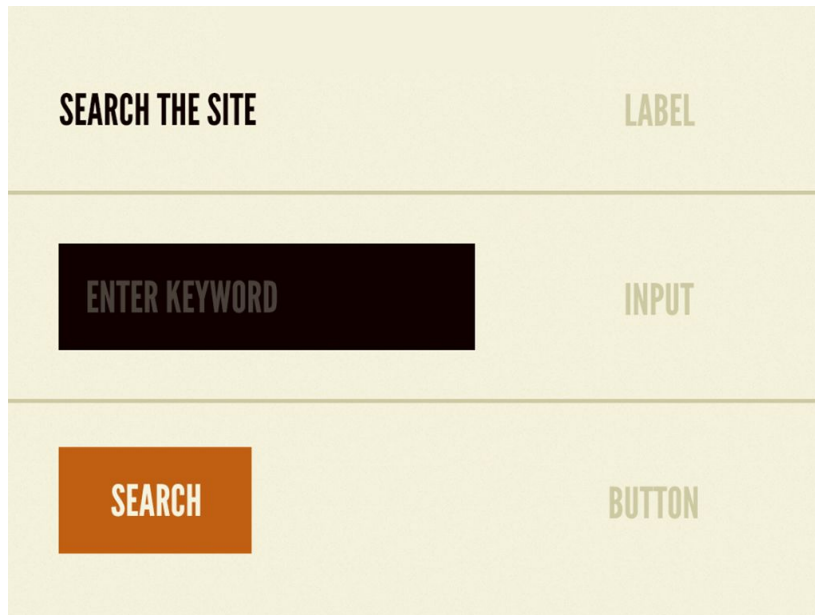 SEARCH THE SITE
LABEL
ENTER KEYWORD
INPUT
SEARCH
BUTTON